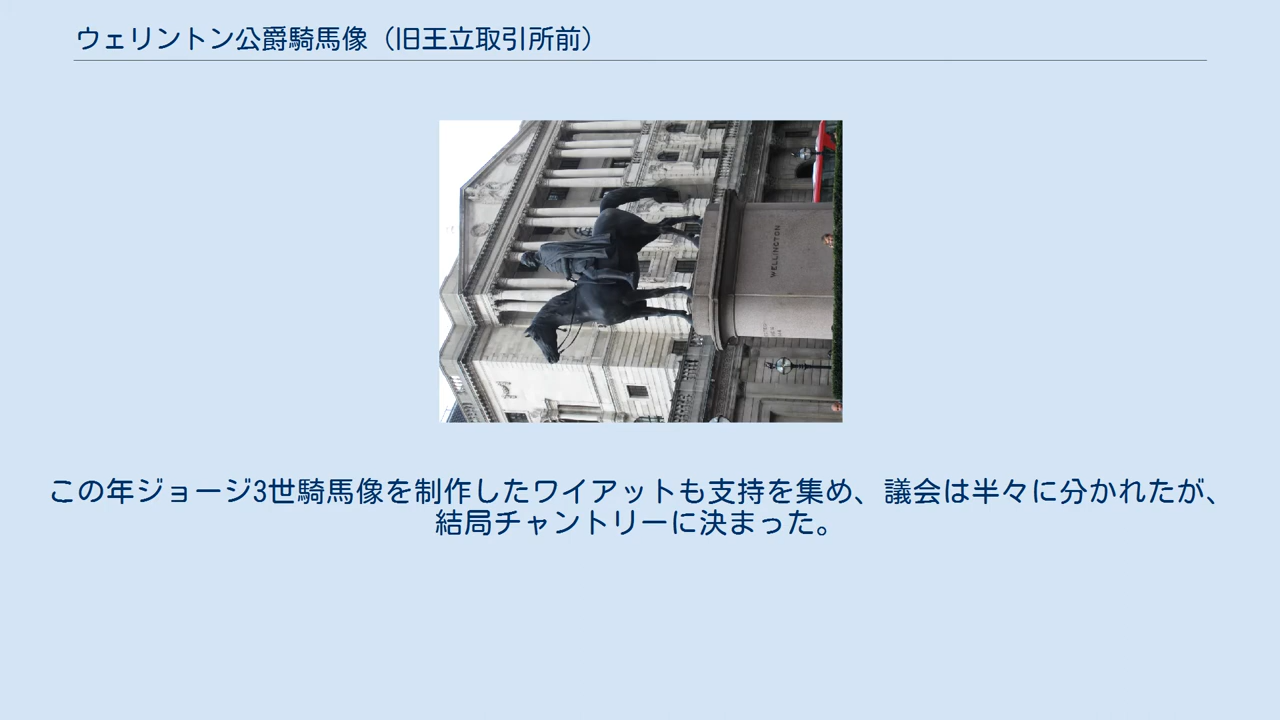 ウェリントン公爵騎馬像（旧王立取引所前）
WELLINGTON
この年ジョージ3世騎馬像を制作したワイアットも支持を集め、議会は半々に分かれたが、
結局チャントリーに決まった。